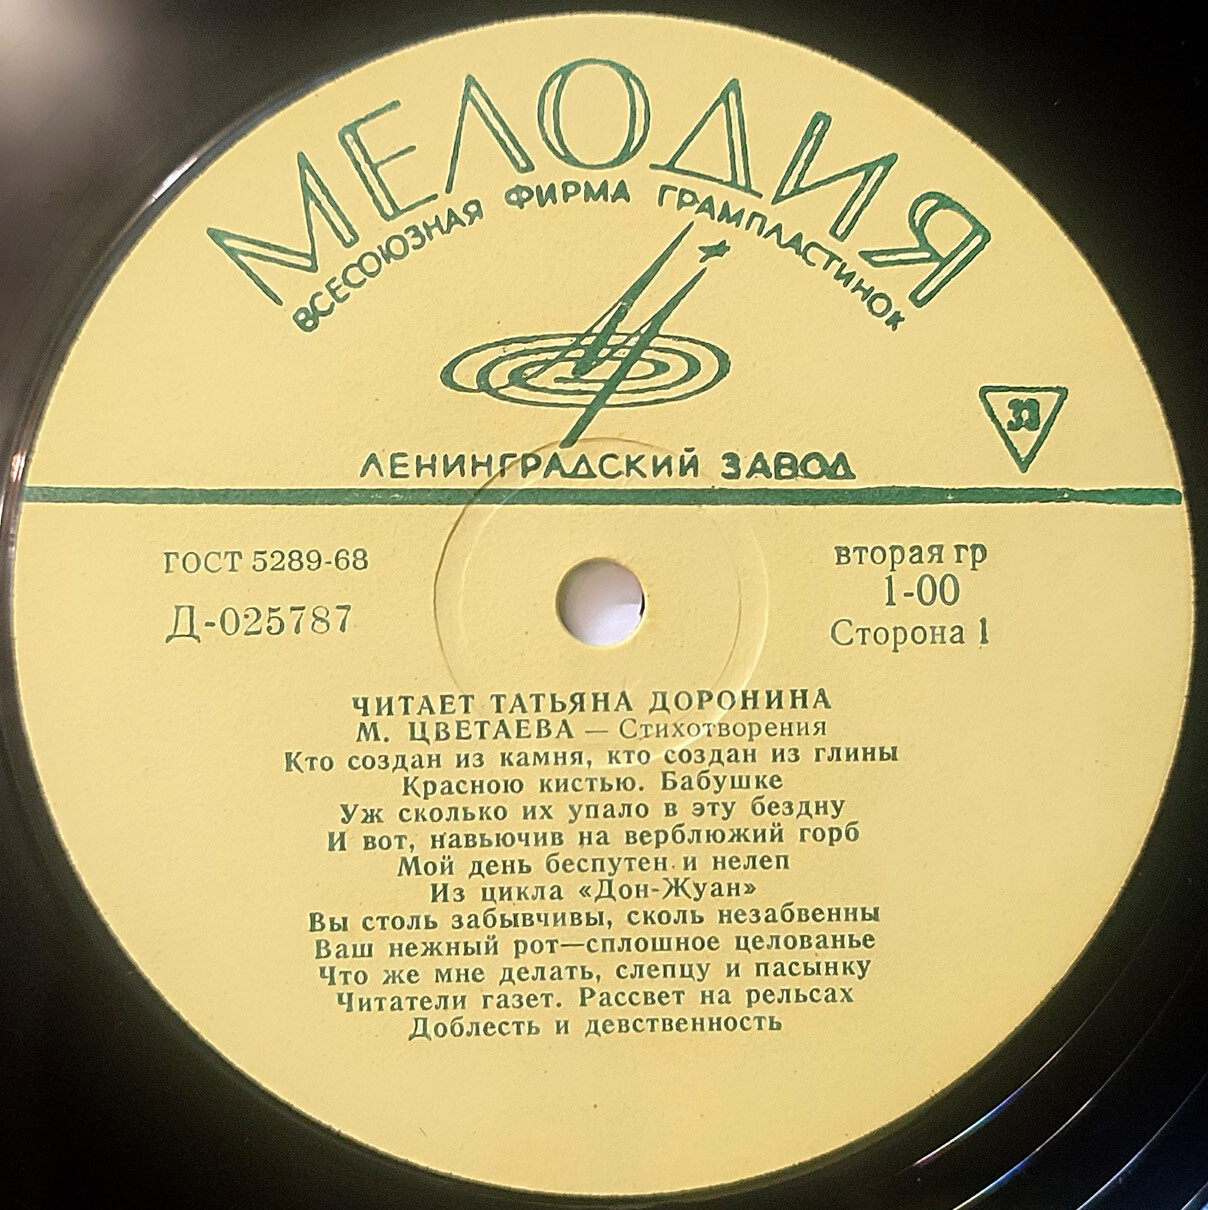 МЕЛОДИЯ
ВСЕСОЮЗНАЯ ФИРМА ГРАМПЛАСТИНОК
33
ЛЕНИНГРАДСКИЙ ЗАВОД
ГОСТ 5289-68
Д-025787
вторая гр
1-00
Сторона 1
ЧИТАЕТ ТАТЬЯНА ДОРОНИНА
М. ЦВЕТАЕВА — Стихотворения
Кто создан из камня, кто создан из глины
Красною кистью. Бабушке
Уж сколько их упало в эту бездну
И вот, навьючив на верблюжий горб
Мой день беспутен и нелеп
Из цикла «Дон-Жуан»
Вы столь забывчивы, сколь незабвенны
Ваш нежный рот—сплошное целованье
Что же мне делать, слепцу и пасынку
Читатели газет. Рассвет на рельсах
Доблесть и девственность